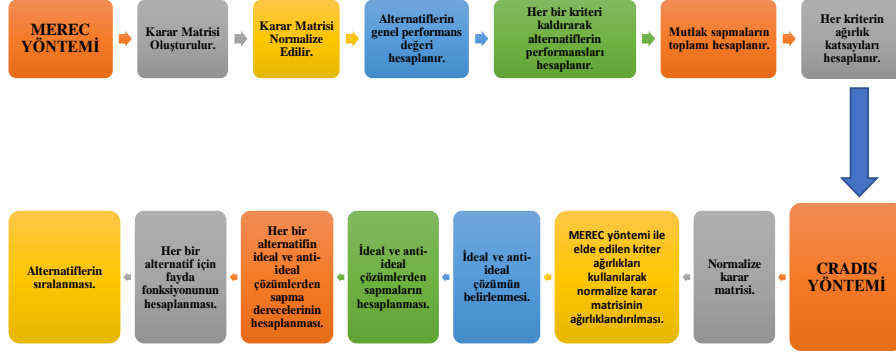 MEREC
YÖNTEMİ
Karar Matrisi
Oluşturulur.
Karar Matrisi
Normalize
Edilir.
Alternatiflerin
genel performans
değeri
hesaplanır.
Her bir kriteri
kaldırarak
alternatiflerin
performansları
hesaplanır.
Mutlak sapmaların
toplamı hesaplanır.
Her kriterin
ağırlık
katsayıları
hesaplanır.
CRADIS
YÖNTEMİ
Normalize
karar
matrisi.
MEREC yöntemi ile
elde edilen kriter
ağırlıkları
kullanılarak
normalize karar
matrisinin
ağırlıklandırılması.
İdeal ve anti-
ideal
çözümün
belirlenmesi.
İdeal ve anti-
ideal
çözümlerden
sapmaların
hesaplanması.
Her bir
alternatifin
ideal ve anti-
ideal
çözümlerden
sapma
derecelerinin
hesaplanması.
Her bir
alternatif için
fayda
fonksiyonunun
hesaplanması.
Alternatiflerin
sıralanması.